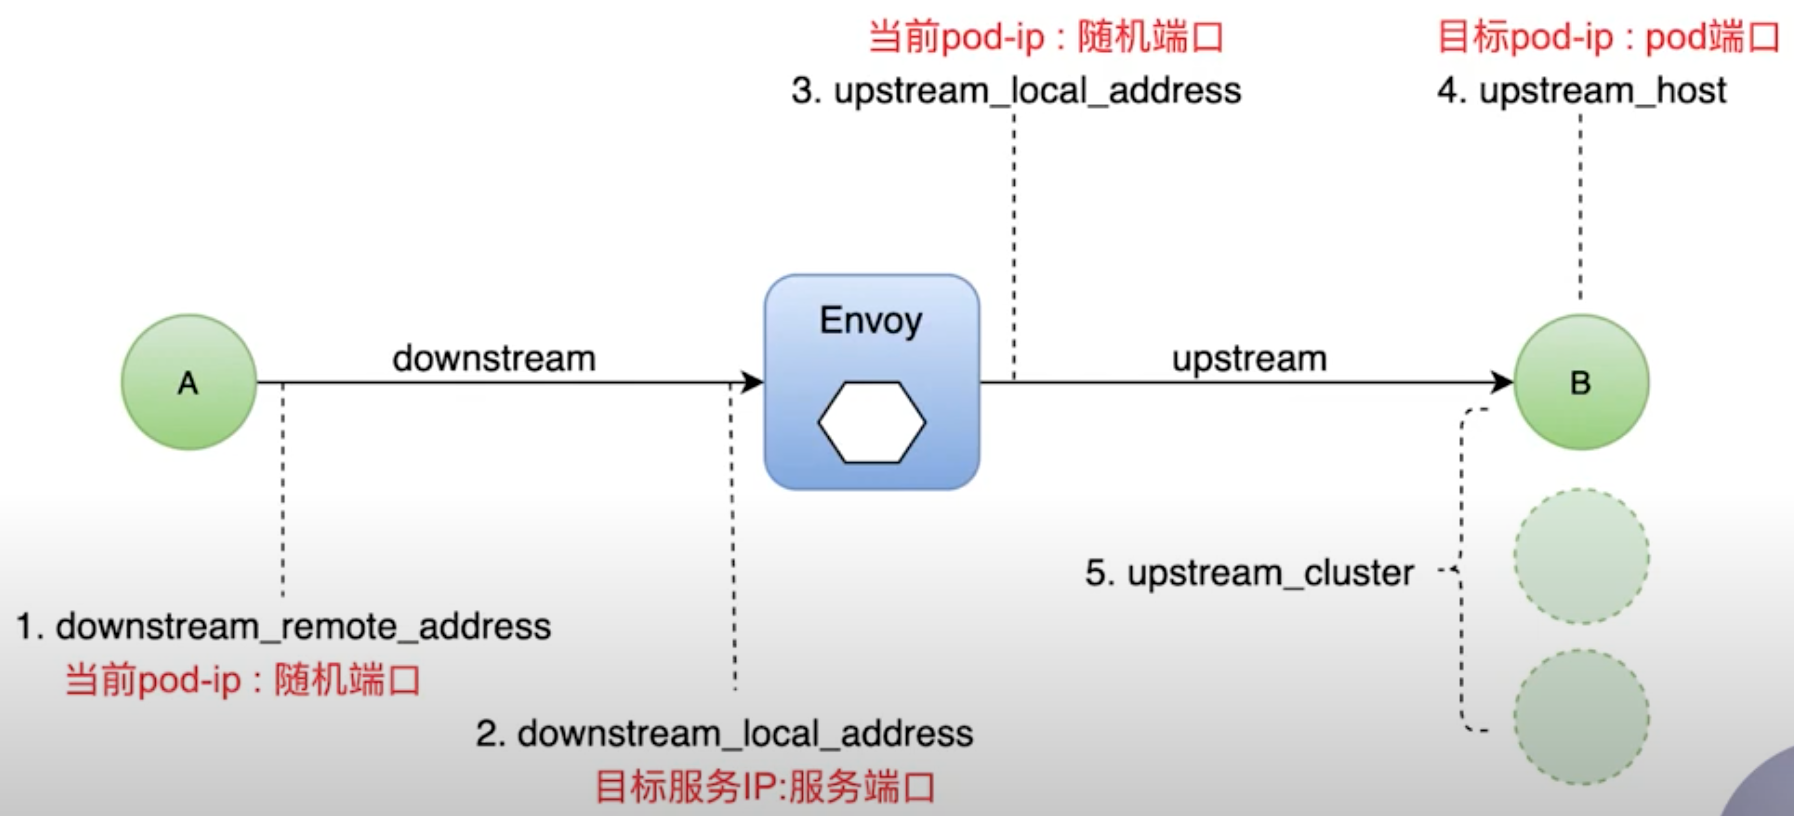 当前pod-ip : 随机端口
3. upstream_local_address
目标pod-ip : pod端口
4. upstream_host
Envoy
A
downstream
upstream
B
5. upstream_cluster
1. downstream_remote_address
当前pod-ip : 随机端口
2. downstream_local_address
目标服务IP:服务端口